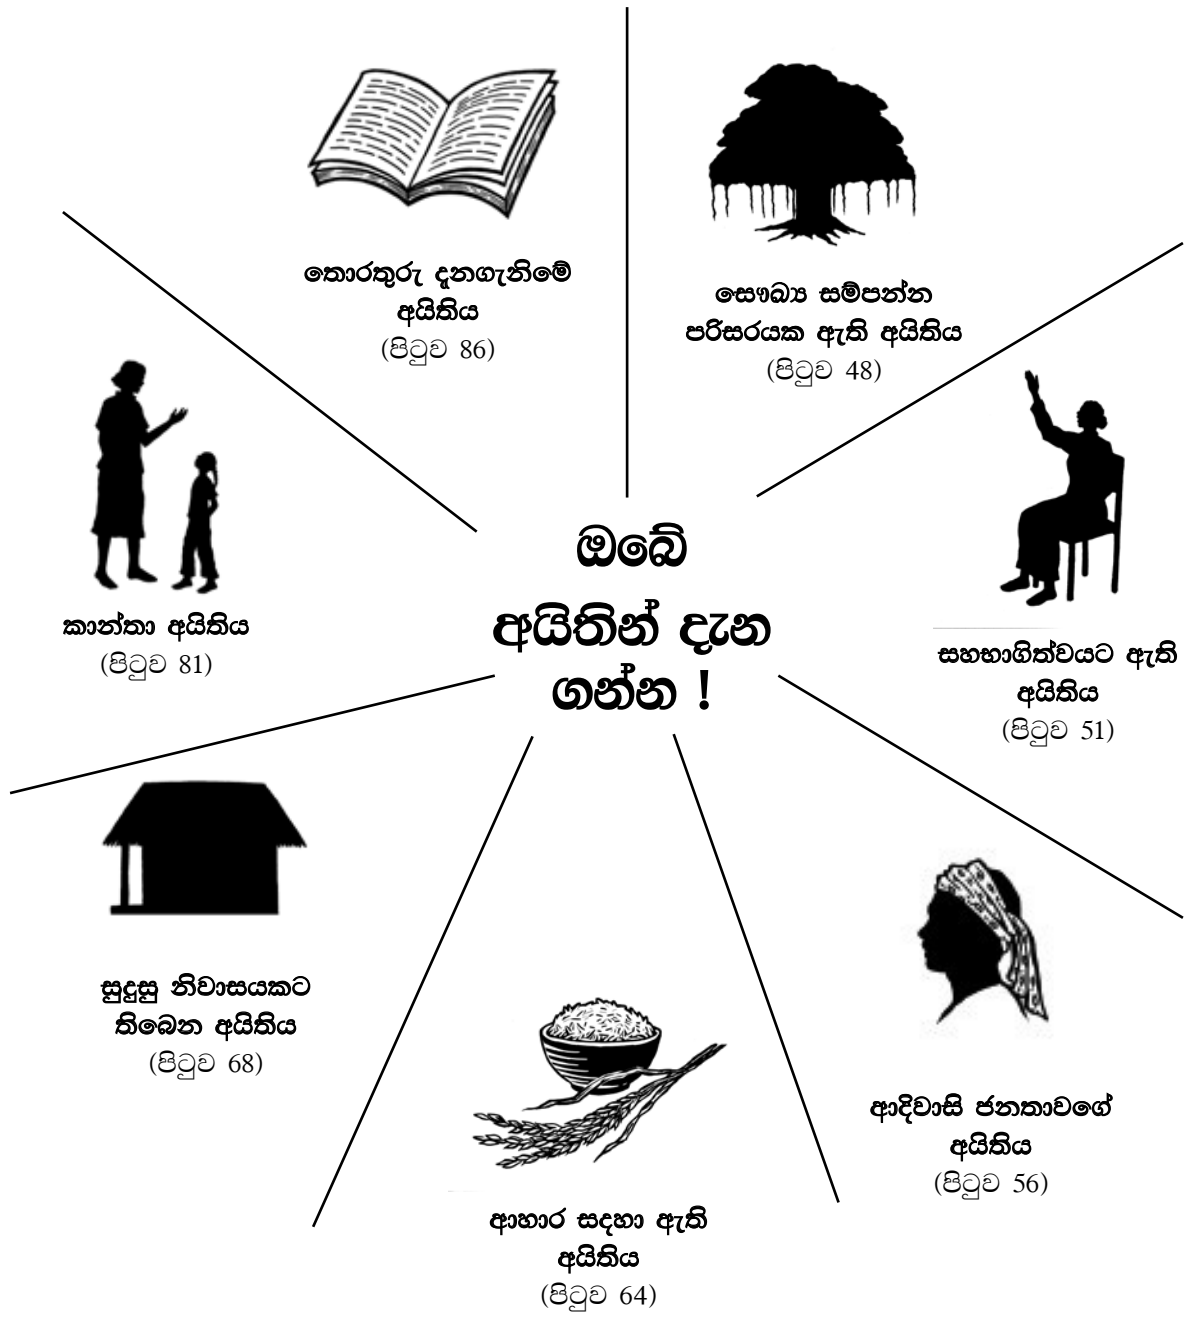 තොරතුරු දැනගැනීමේ
අයිතිය
(පිටුව 86)
සෞඛ්‍ය සම්පන්න
පරිසරයක ඇති අයිතිය
(පිටුව 48)
කාන්තා අයිතිය
(පිටුව 81)
ඔබේ
අයිතින් දැන
ගන්න !
සහභාගිත්වයට ඇති
අයිතිය
(පිටුව 51)
සුදුසු නිවාසයකට
තිබෙන අයිතිය
(පිටුව 68)
ආදිවාසි ජනතාවගේ
අයිතිය
(පිටුව 56)
ආහාර සදහා ඇති
අයිතිය
(පිටුව 64)